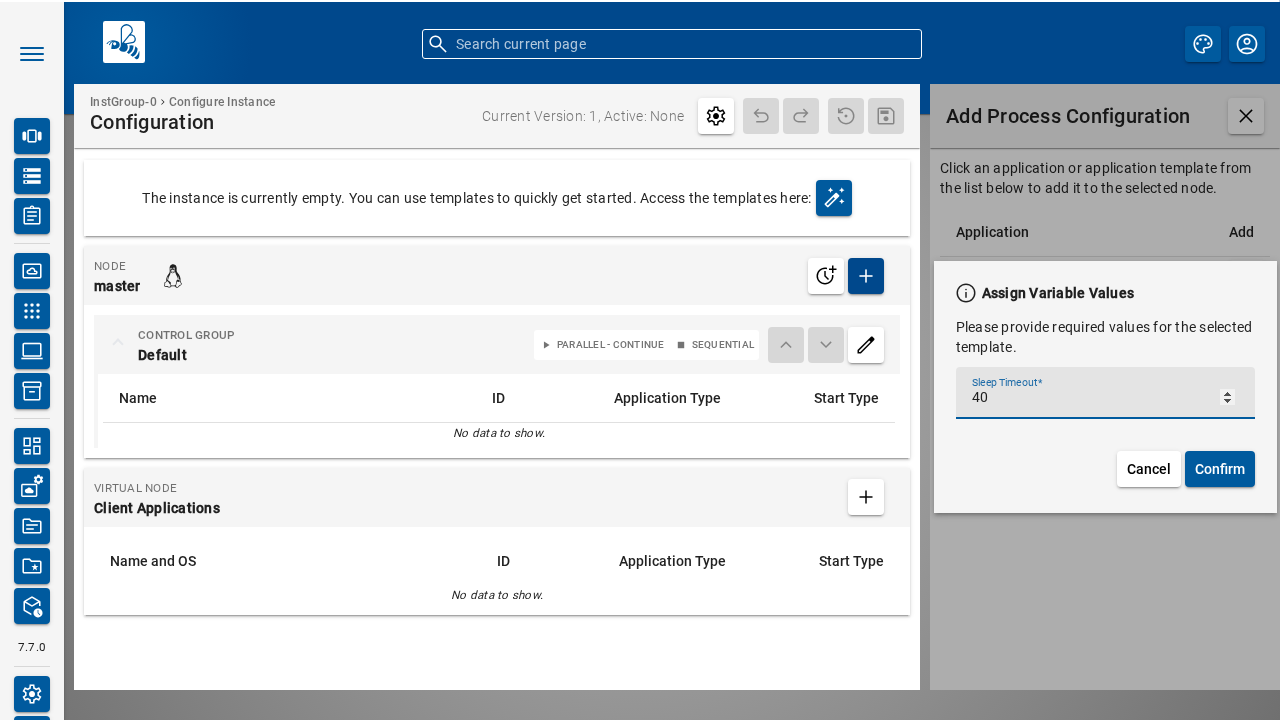 Search current page
InstGroup-0 › Configure Instance
Configuration
Current Version: 1, Active: None
The instance is currently empty. You can use templates to quickly get started. Access the templates here:
NODE
master
CONTROL GROUP
Default
PARALLEL - CONTINUE
SEQUENTIAL
Name ID Application Type Start Type
No data to show.
VIRTUAL NODE
Client Applications
Name and OS ID Application Type Start Type
No data to show.
7.7.0
Add Process Configuration
Click an application or application template from
the list below to add it to the selected node.
Application Add
Assign Variable Values
Please provide required values for the selected
template.
Sleep Timeout*
40
Cancel Confirm